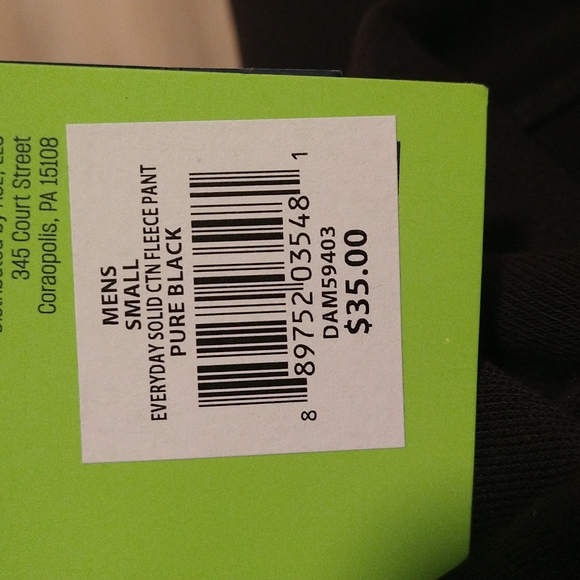 345 Court Street
Coraopolis, PA 15108
MENS
SMALL
EVERYDAY SOLID CTN FLEECE PANT
PURE BLACK
8 89752 03548 1
DAM59403
$35.00